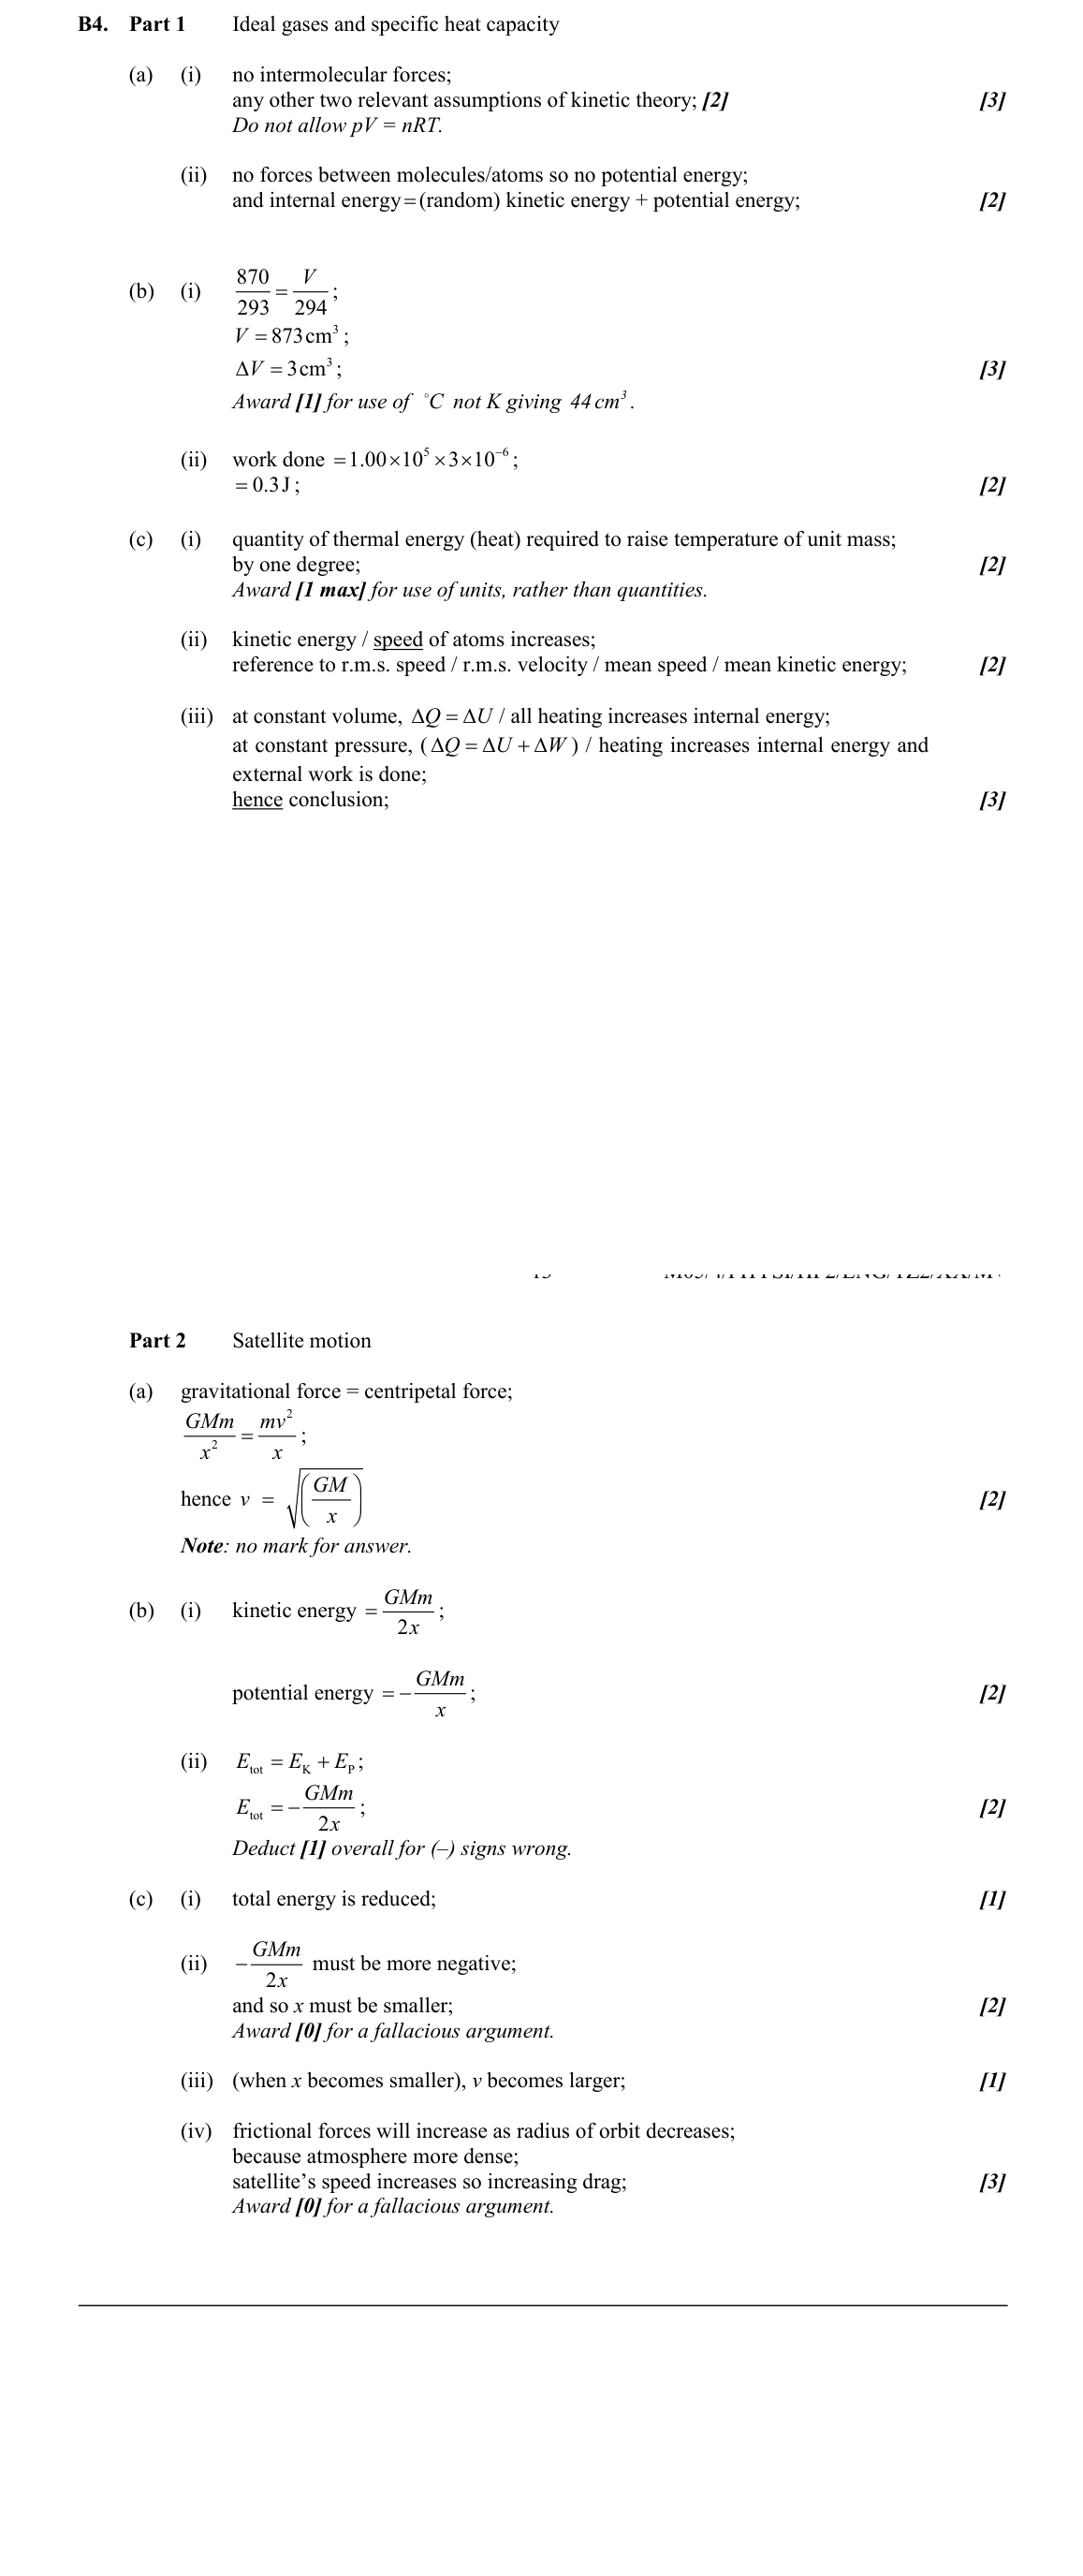 B4. Part 1 Ideal gases and specific heat capacity
(a) (i) no intermolecular forces;
any other two relevant assumptions of kinetic theory; [2] [3]
Do not allow pV = nRT.
(ii) no forces between molecules/atoms so no potential energy;
and internal energy = (random) kinetic energy + potential energy; [2]
(b) (i) 870/293 = V/294 ;
V = 873 cm³ ;
ΔV = 3 cm³ ; [3]
Award [1] for use of °C not K giving 44 cm³ .
(ii) work done = 1.00×10⁵ ×3×10⁻⁶ ;
= 0.3 J ; [2]
(c) (i) quantity of thermal energy (heat) required to raise temperature of unit mass;
by one degree; [2]
Award [1 max] for use of units, rather than quantities.
(ii) kinetic energy / speed of atoms increases;
reference to r.m.s. speed / r.m.s. velocity / mean speed / mean kinetic energy; [2]
(iii) at constant volume, ΔQ = ΔU / all heating increases internal energy;
at constant pressure, ( ΔQ = ΔU + ΔW ) / heating increases internal energy and
external work is done;
hence conclusion; [3]
Part 2 Satellite motion
(a) gravitational force = centripetal force;
GMm/x² = mv²/x ;
hence v = √(GM/x) [2]
Note: no mark for answer.
(b) (i) kinetic energy = GMm/2x ;
potential energy = −GMm/x ; [2]
(ii) E_tot = E_K + E_P ;
E_tot = −GMm/2x ; [2]
Deduct [1] overall for (–) signs wrong.
(c) (i) total energy is reduced; [1]
(ii) −GMm/2x must be more negative;
and so x must be smaller; [2]
Award [0] for a fallacious argument.
(iii) (when x becomes smaller), v becomes larger; [1]
(iv) frictional forces will increase as radius of orbit decreases;
because atmosphere more dense;
satellite’s speed increases so increasing drag; [3]
Award [0] for a fallacious argument.